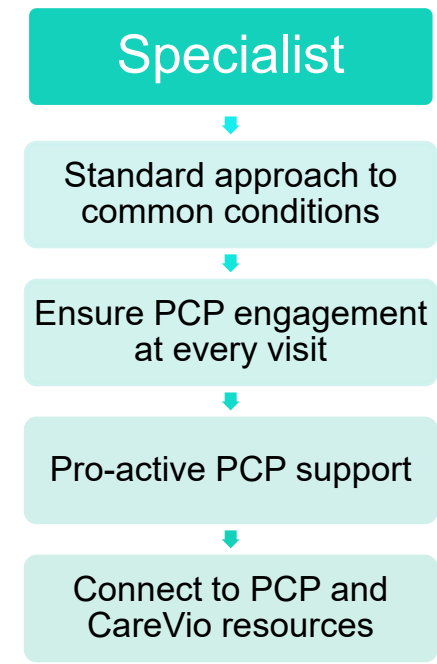 Specialist
Standard approach to
common conditions
Ensure PCP engagement
at every visit
Pro-active PCP support
Connect to PCP and
CareVio resources